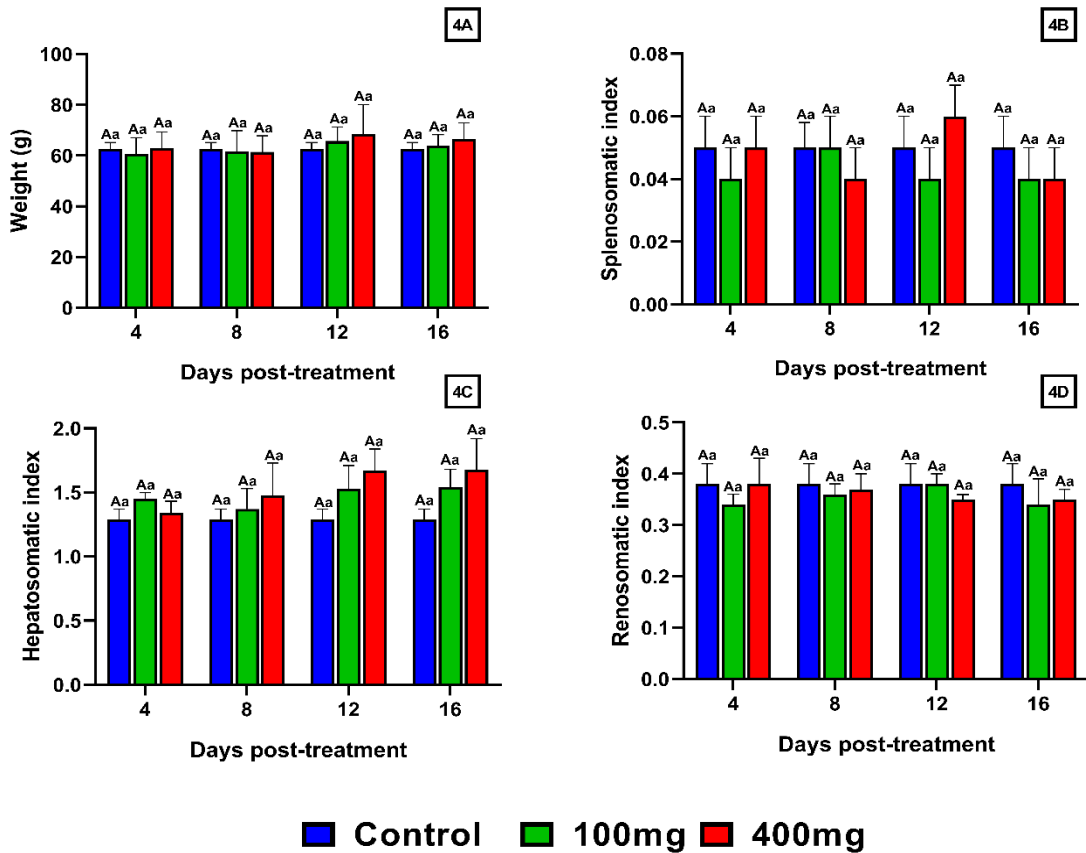 4A
Weight (g)
100
80
60
40
20
0
Aa Aa Aa Aa Aa Aa Aa Aa Aa Aa Aa Aa
4 8 12 16
Days post-treatment
4B
Splenosomatic index
0.08
0.06
0.04
0.02
0.00
Aa Aa Aa Aa Aa Aa Aa Aa Aa Aa Aa Aa
4 8 12 16
Days post-treatment
4C
Hepatosomatic index
2.0
1.5
1.0
0.5
0.0
Aa Aa Aa Aa Aa Aa Aa Aa Aa Aa Aa Aa
4 8 12 16
Days post-treatment
4D
Renosomatic index
0.5
0.4
0.3
0.2
0.1
0.0
Aa Aa Aa Aa Aa Aa Aa Aa Aa Aa Aa Aa
4 8 12 16
Days post-treatment
Control 100mg 400mg